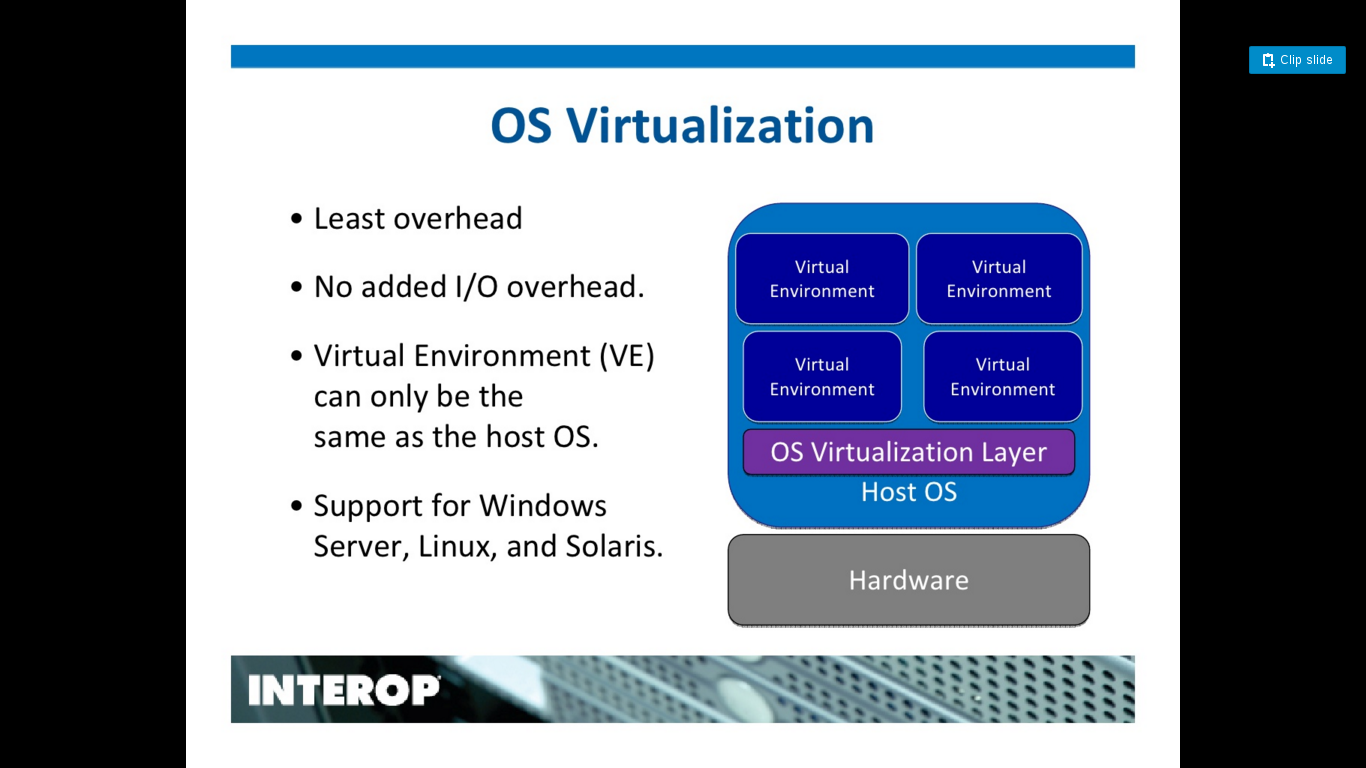 Clip slide
OS Virtualization
• Least overhead
• No added I/O overhead.
• Virtual Environment (VE)
can only be the
same as the host OS.
• Support for Windows
Server, Linux, and Solaris.
Virtual
Environment
Virtual
Environment
Virtual
Environment
Virtual
Environment
OS Virtualization Layer
Host OS
Hardware
INTEROP